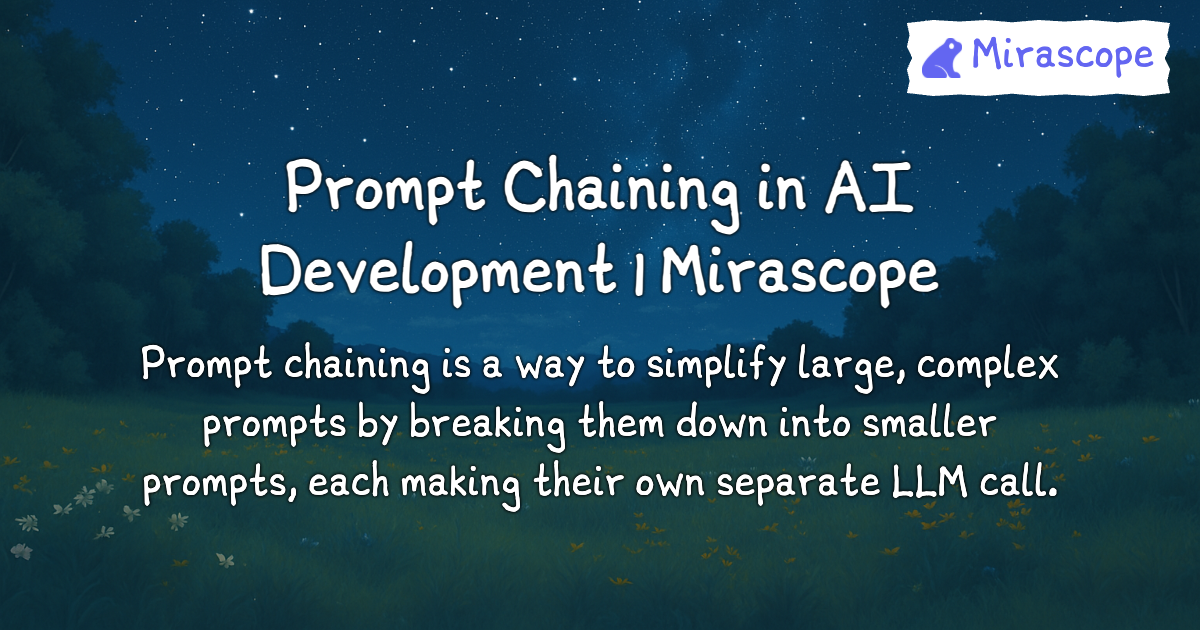 Mirascope
Prompt Chaining in AI
Development | Mirascope
Prompt chaining is a way to simplify large, complex
prompts by breaking them down into smaller
prompts, each making their own separate LLM call.